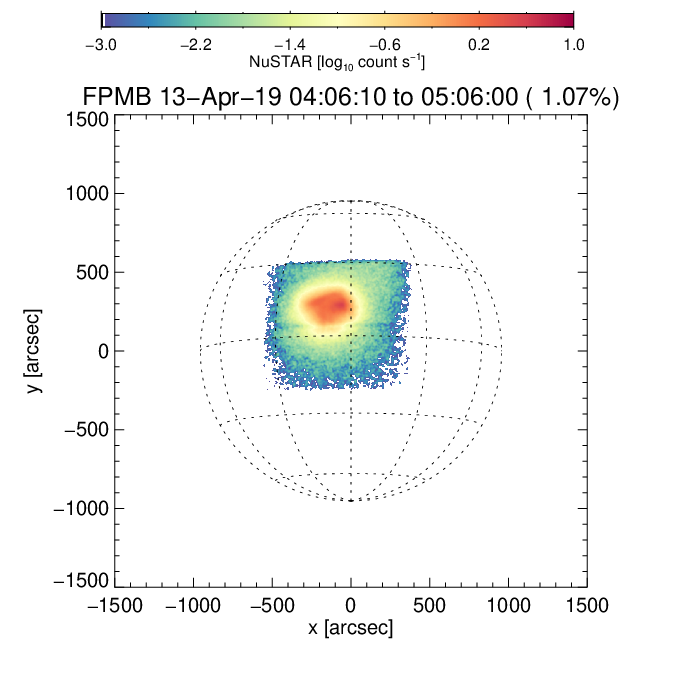 −3.0 −2.2 −1.4 −0.6 0.2 1.0
NuSTAR [log₁₀ count s⁻¹]
FPMB 13−Apr−19 04:06:10 to 05:06:00 ( 1.07%)
1500
1000
500
0
−500
−1000
−1500
y [arcsec]
−1500 −1000 −500 0 500 1000 1500
x [arcsec]